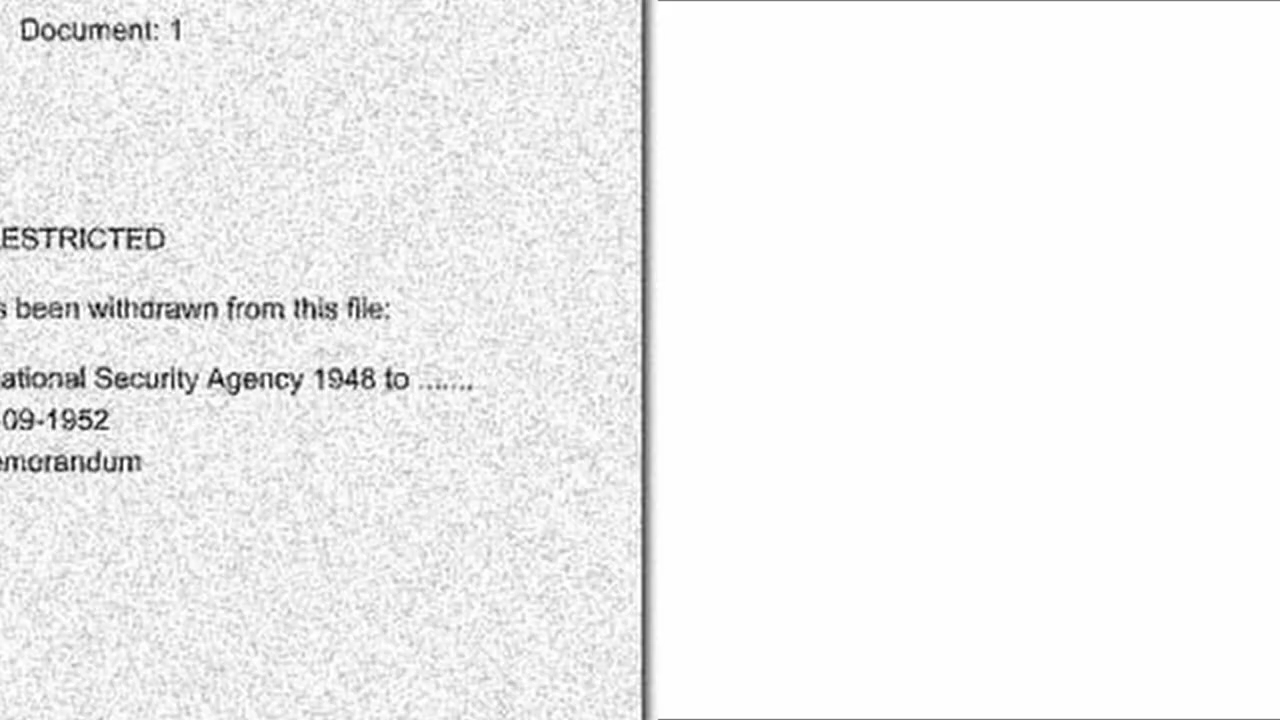 Document: 1
ESTRICTED
s been withdrawn from this file:
ational Security Agency 1948 to .......
09-1952
emorandum